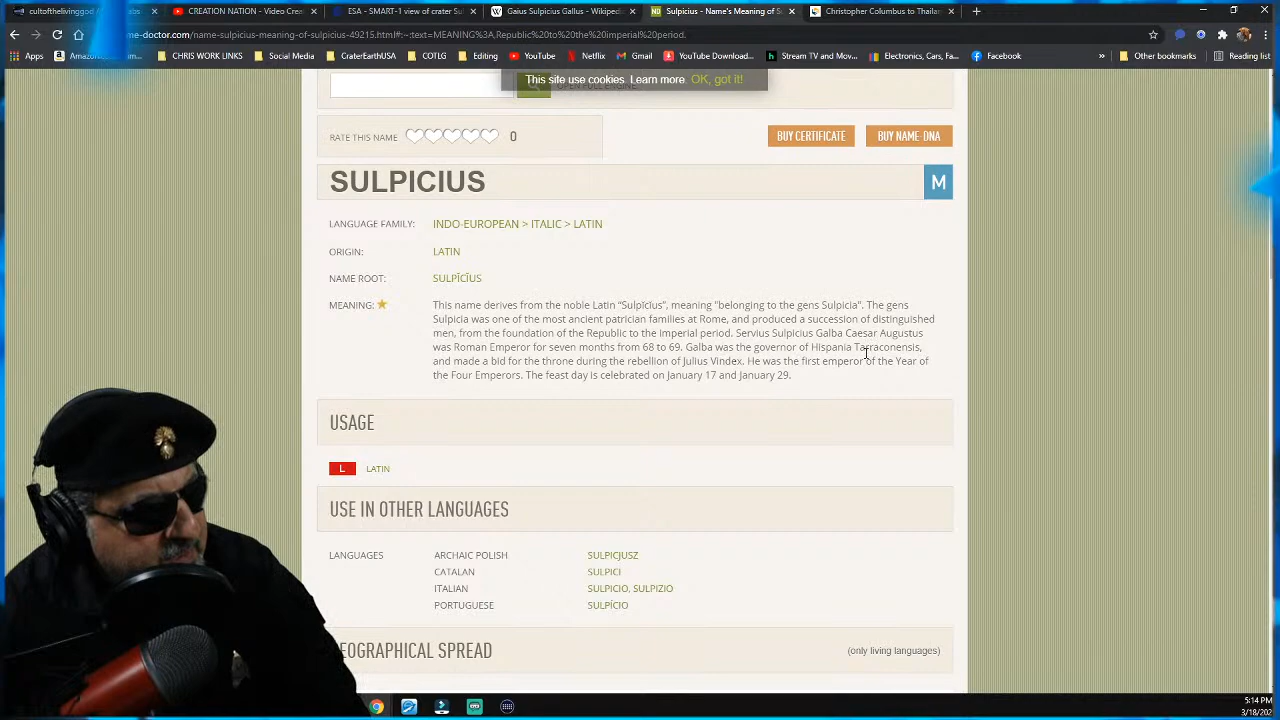 cultofthelivinggod
CREATION NATION - Video Crea
ESA - SMART-1 view of crater Su
Gaius Sulpicius Gallus - Wikiped
Sulpicius - Name's Meaning of S
Christopher Columbus to Thailan
e-doctor.com/name-sulpicius-meaning-of-sulpicius-49215.html#:~:text=MEANING%3A,Republic%20to%20the%20imperial%20period.
Apps CHRIS WORK LINKS Social Media CraterEarthUSA COTLG Election YouTube Netflix Gmail YouTube Download... Stream TV and Mov... Electronics, Cars, Fa... Facebook » Other bookmarks Reading list
This site use cookies. Learn more. OK, got it!
OPEN FULL ENGINE
RATE THIS NAME 0 BUY CERTIFICATE BUY NAME DNA
SULPICIUS M
LANGUAGE FAMILY: INDO-EUROPEAN > ITALIC > LATIN
ORIGIN: LATIN
NAME ROOT: SULPĪCĬUS
MEANING: This name derives from the noble Latin “Sulpīcĭus”, meaning "belonging to the gens Sulpicia". The gens
Sulpicia was one of the most ancient patrician families at Rome, and produced a succession of distinguished
men, from the foundation of the Republic to the imperial period. Servius Sulpicius Galba Caesar Augustus
was Roman Emperor for seven months from 68 to 69. Galba was the governor of Hispania Tarraconensis,
and made a bid for the throne during the rebellion of Julius Vindex. He was the first emperor of the Year of
the Four Emperors. The feast day is celebrated on January 17 and January 29.
USAGE
L LATIN
USE IN OTHER LANGUAGES
LANGUAGES ARCHAIC POLISH SULPICJUSZ
CATALAN SULPICI
ITALIAN SULPICIO, SULPIZIO
PORTUGUESE SULPÍCIO
EOGRAPHICAL SPREAD (only living languages)
5:14 PM
3/18/202